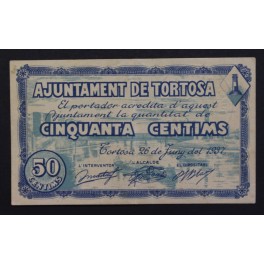 AJUNTAMENT DE TORTOSA
El portador acredita d'aquest
Ajuntament la quantitat de
CINQUANTA CENTIMS
Tortosa 26 de Juny del 1937
L'INTERVENTOR L'ALCALDE EL DIPOSITARI
50
CENTIMS